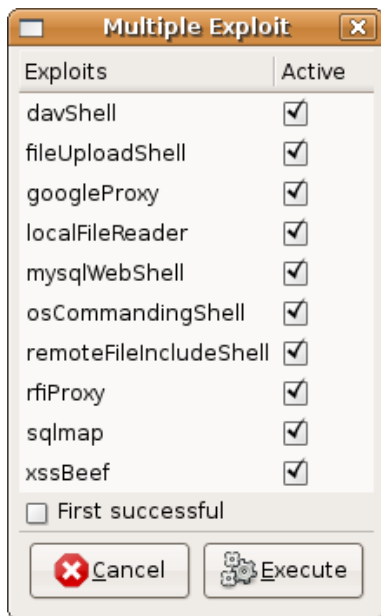 Multiple Exploit
Exploits Active
davShell
fileUploadShell
googleProxy
localFileReader
mysqlWebShell
osCommandingShell
remoteFileIncludeShell
rfiProxy
sqlmap
xssBeef
First successful
Cancel Execute